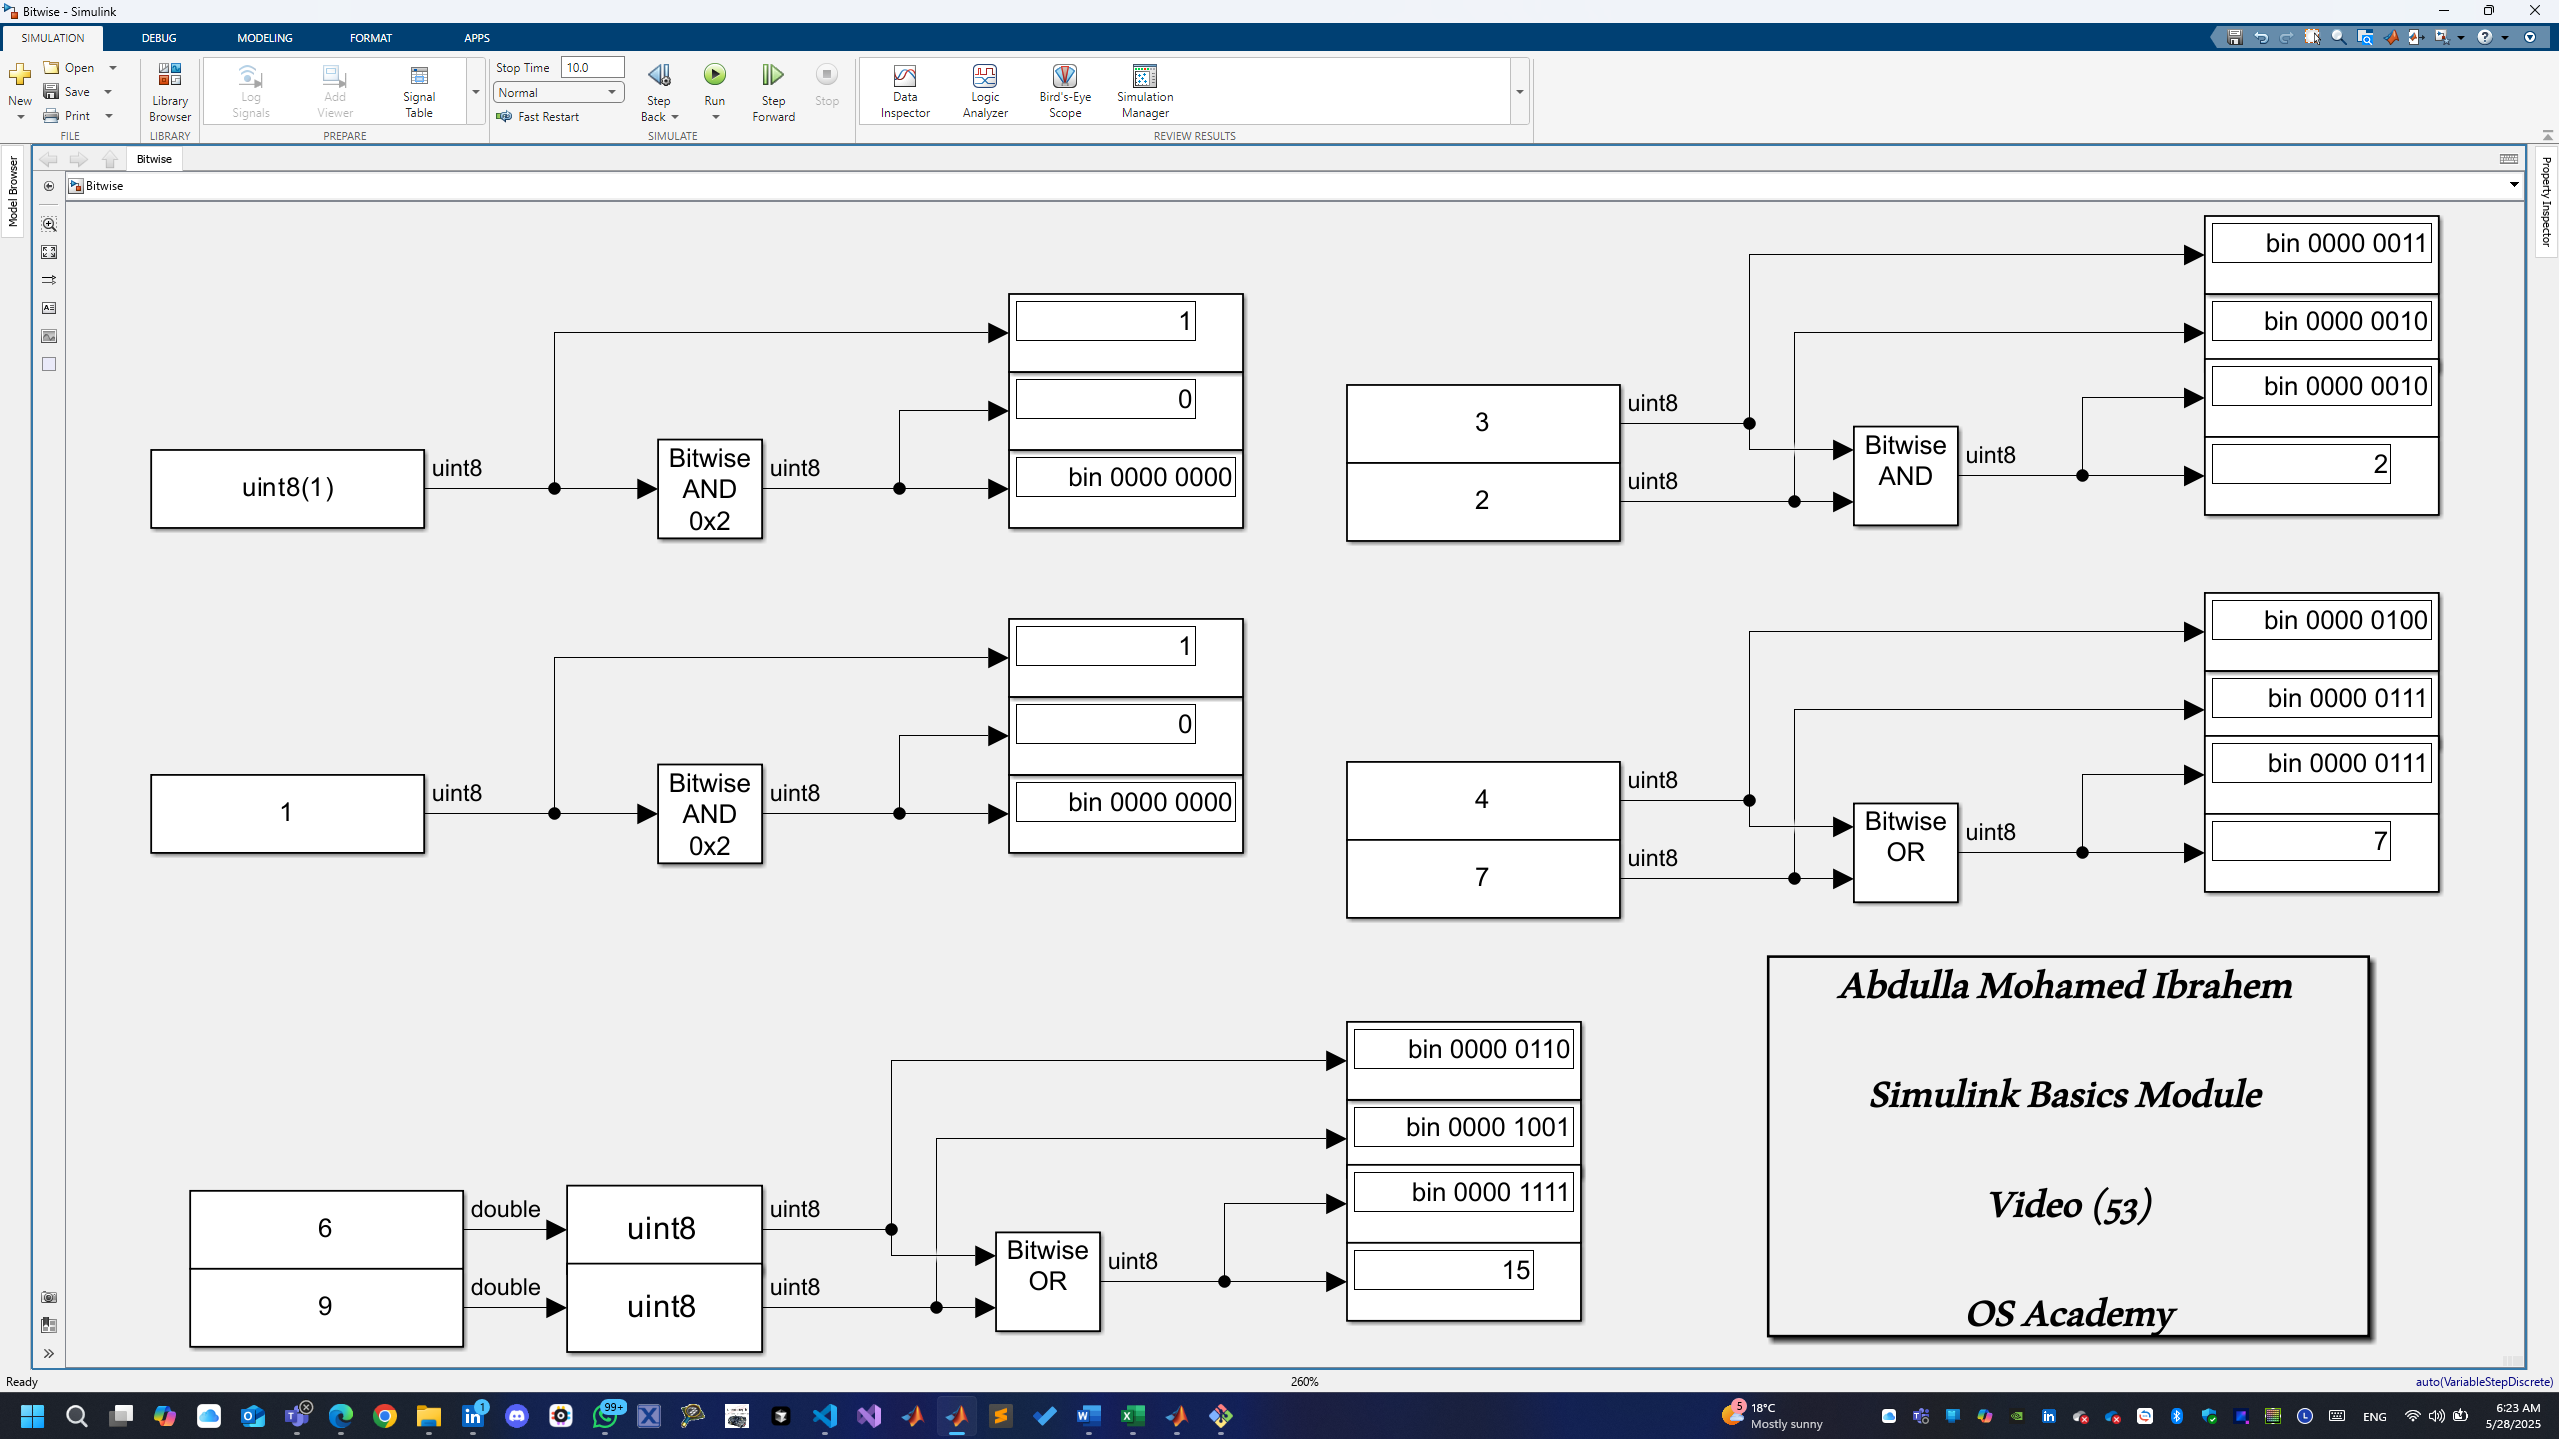 Bitwise - Simulink
SIMULATION DEBUG MODELING FORMAT APPS
New
Open
Save
Print
FILE
Library Browser
LIBRARY
Log Signals
Add Viewer
Signal Table
PREPARE
Stop Time 10.0
Normal
Fast Restart
Step Back
Run
Step Forward
Stop
SIMULATE
Data Inspector
Logic Analyzer
Bird's-Eye Scope
Simulation Manager
REVIEW RESULTS
Model Browser
Property Inspector
Bitwise
Bitwise
uint8(1)
uint8
Bitwise
AND
0x2
uint8
1
0
bin 0000 0000
3
2
uint8
uint8
Bitwise
AND
uint8
bin 0000 0011
bin 0000 0010
bin 0000 0010
2
1
uint8
Bitwise
AND
0x2
uint8
1
0
bin 0000 0000
4
7
uint8
uint8
Bitwise
OR
uint8
bin 0000 0100
bin 0000 0111
bin 0000 0111
7
6
9
double
double
uint8
uint8
uint8
uint8
Bitwise
OR
uint8
bin 0000 0110
bin 0000 1001
bin 0000 1111
15
Abdulla Mohamed Ibrahem
Simulink Basics Module
Video (53)
OS Academy
Ready
260%
auto(VariableStepDiscrete)
1
99+
5
18°C
Mostly sunny
ENG
6:23 AM
5/28/2025